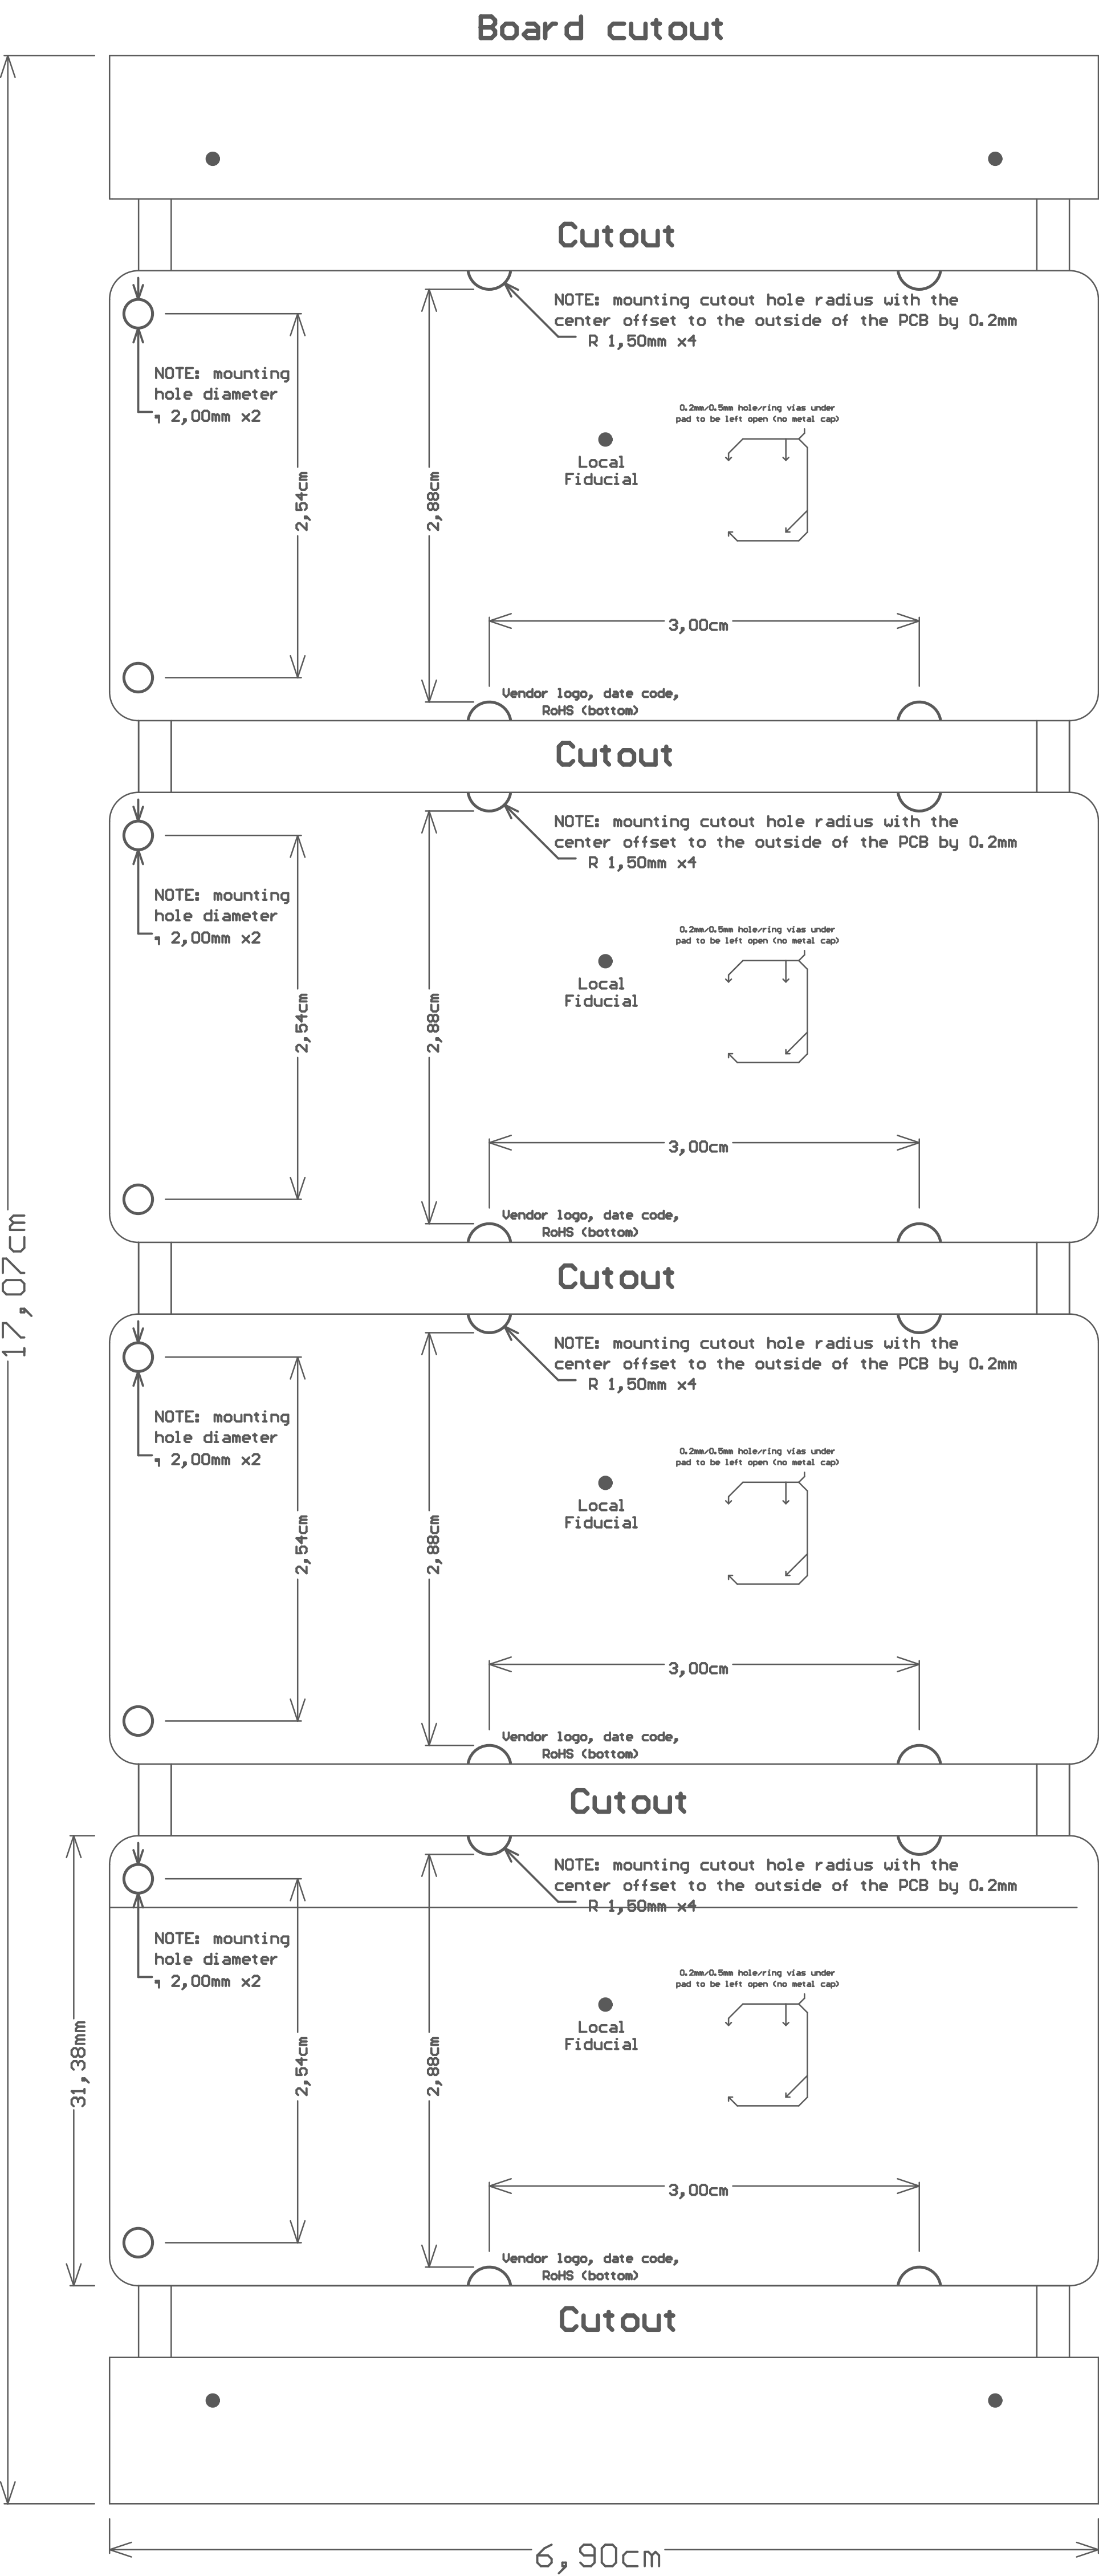 Board cutout
Cutout
NOTE: mounting cutout hole radius with the
center offset to the outside of the PCB by 0.2mm
R 1,50mm x4
NOTE: mounting
hole diameter
, 2,00mm x2
0.2mm/0.5mm hole/ring vias under
pad to be left open (no metal cap)
Local
Fiducial
2,54cm
2,88cm
3,00cm
Vendor logo, date code,
RoHS (bottom)
Cutout
NOTE: mounting cutout hole radius with the
center offset to the outside of the PCB by 0.2mm
R 1,50mm x4
NOTE: mounting
hole diameter
, 2,00mm x2
0.2mm/0.5mm hole/ring vias under
pad to be left open (no metal cap)
Local
Fiducial
2,54cm
2,88cm
3,00cm
Vendor logo, date code,
RoHS (bottom)
17,07cm
Cutout
NOTE: mounting cutout hole radius with the
center offset to the outside of the PCB by 0.2mm
R 1,50mm x4
NOTE: mounting
hole diameter
, 2,00mm x2
0.2mm/0.5mm hole/ring vias under
pad to be left open (no metal cap)
Local
Fiducial
2,54cm
2,88cm
3,00cm
Vendor logo, date code,
RoHS (bottom)
Cutout
NOTE: mounting cutout hole radius with the
center offset to the outside of the PCB by 0.2mm
R 1,50mm x4
NOTE: mounting
hole diameter
, 2,00mm x2
0.2mm/0.5mm hole/ring vias under
pad to be left open (no metal cap)
Local
Fiducial
31,38mm
2,54cm
2,88cm
3,00cm
Vendor logo, date code,
RoHS (bottom)
Cutout
6,90cm